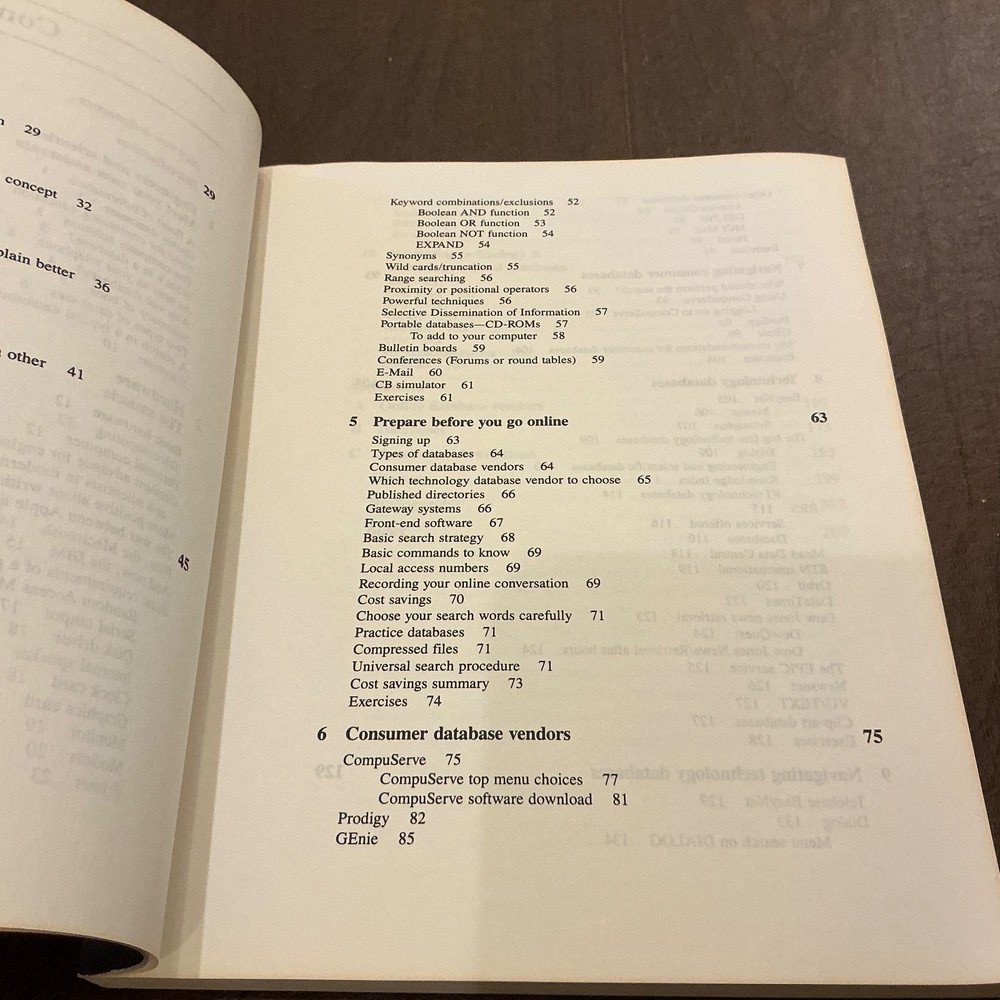 29
29
concept 32
plain better 36
other 41
45
Keyword combinations/exclusions 52
Boolean AND function 52
Boolean OR function 53
Boolean NOT function 54
EXPAND 54
Synonyms 55
Wild cards/truncation 55
Range searching 56
Proximity or positional operators 56
Powerful techniques 56
Selective Dissemination of Information 57
Portable databases—CD-ROMs 57
To add to your computer 58
Bulletin boards 59
Conferences (Forums or round tables) 59
E-Mail 60
CB simulator 61
Exercises 61
5 Prepare before you go online 63
Signing up 63
Types of databases 64
Consumer database vendors 64
Which technology database vendor to choose 65
Published directories 66
Gateway systems 66
Front-end software 67
Basic search strategy 68
Basic commands to know 69
Local access numbers 69
Recording your online conversation 69
Cost savings 70
Choose your search words carefully 71
Practice databases 71
Compressed files 71
Universal search procedure 71
Cost savings summary 73
Exercises 74
6 Consumer database vendors 75
CompuServe 75
CompuServe top menu choices 77
CompuServe software download 81
Prodigy 82
GEnie 85